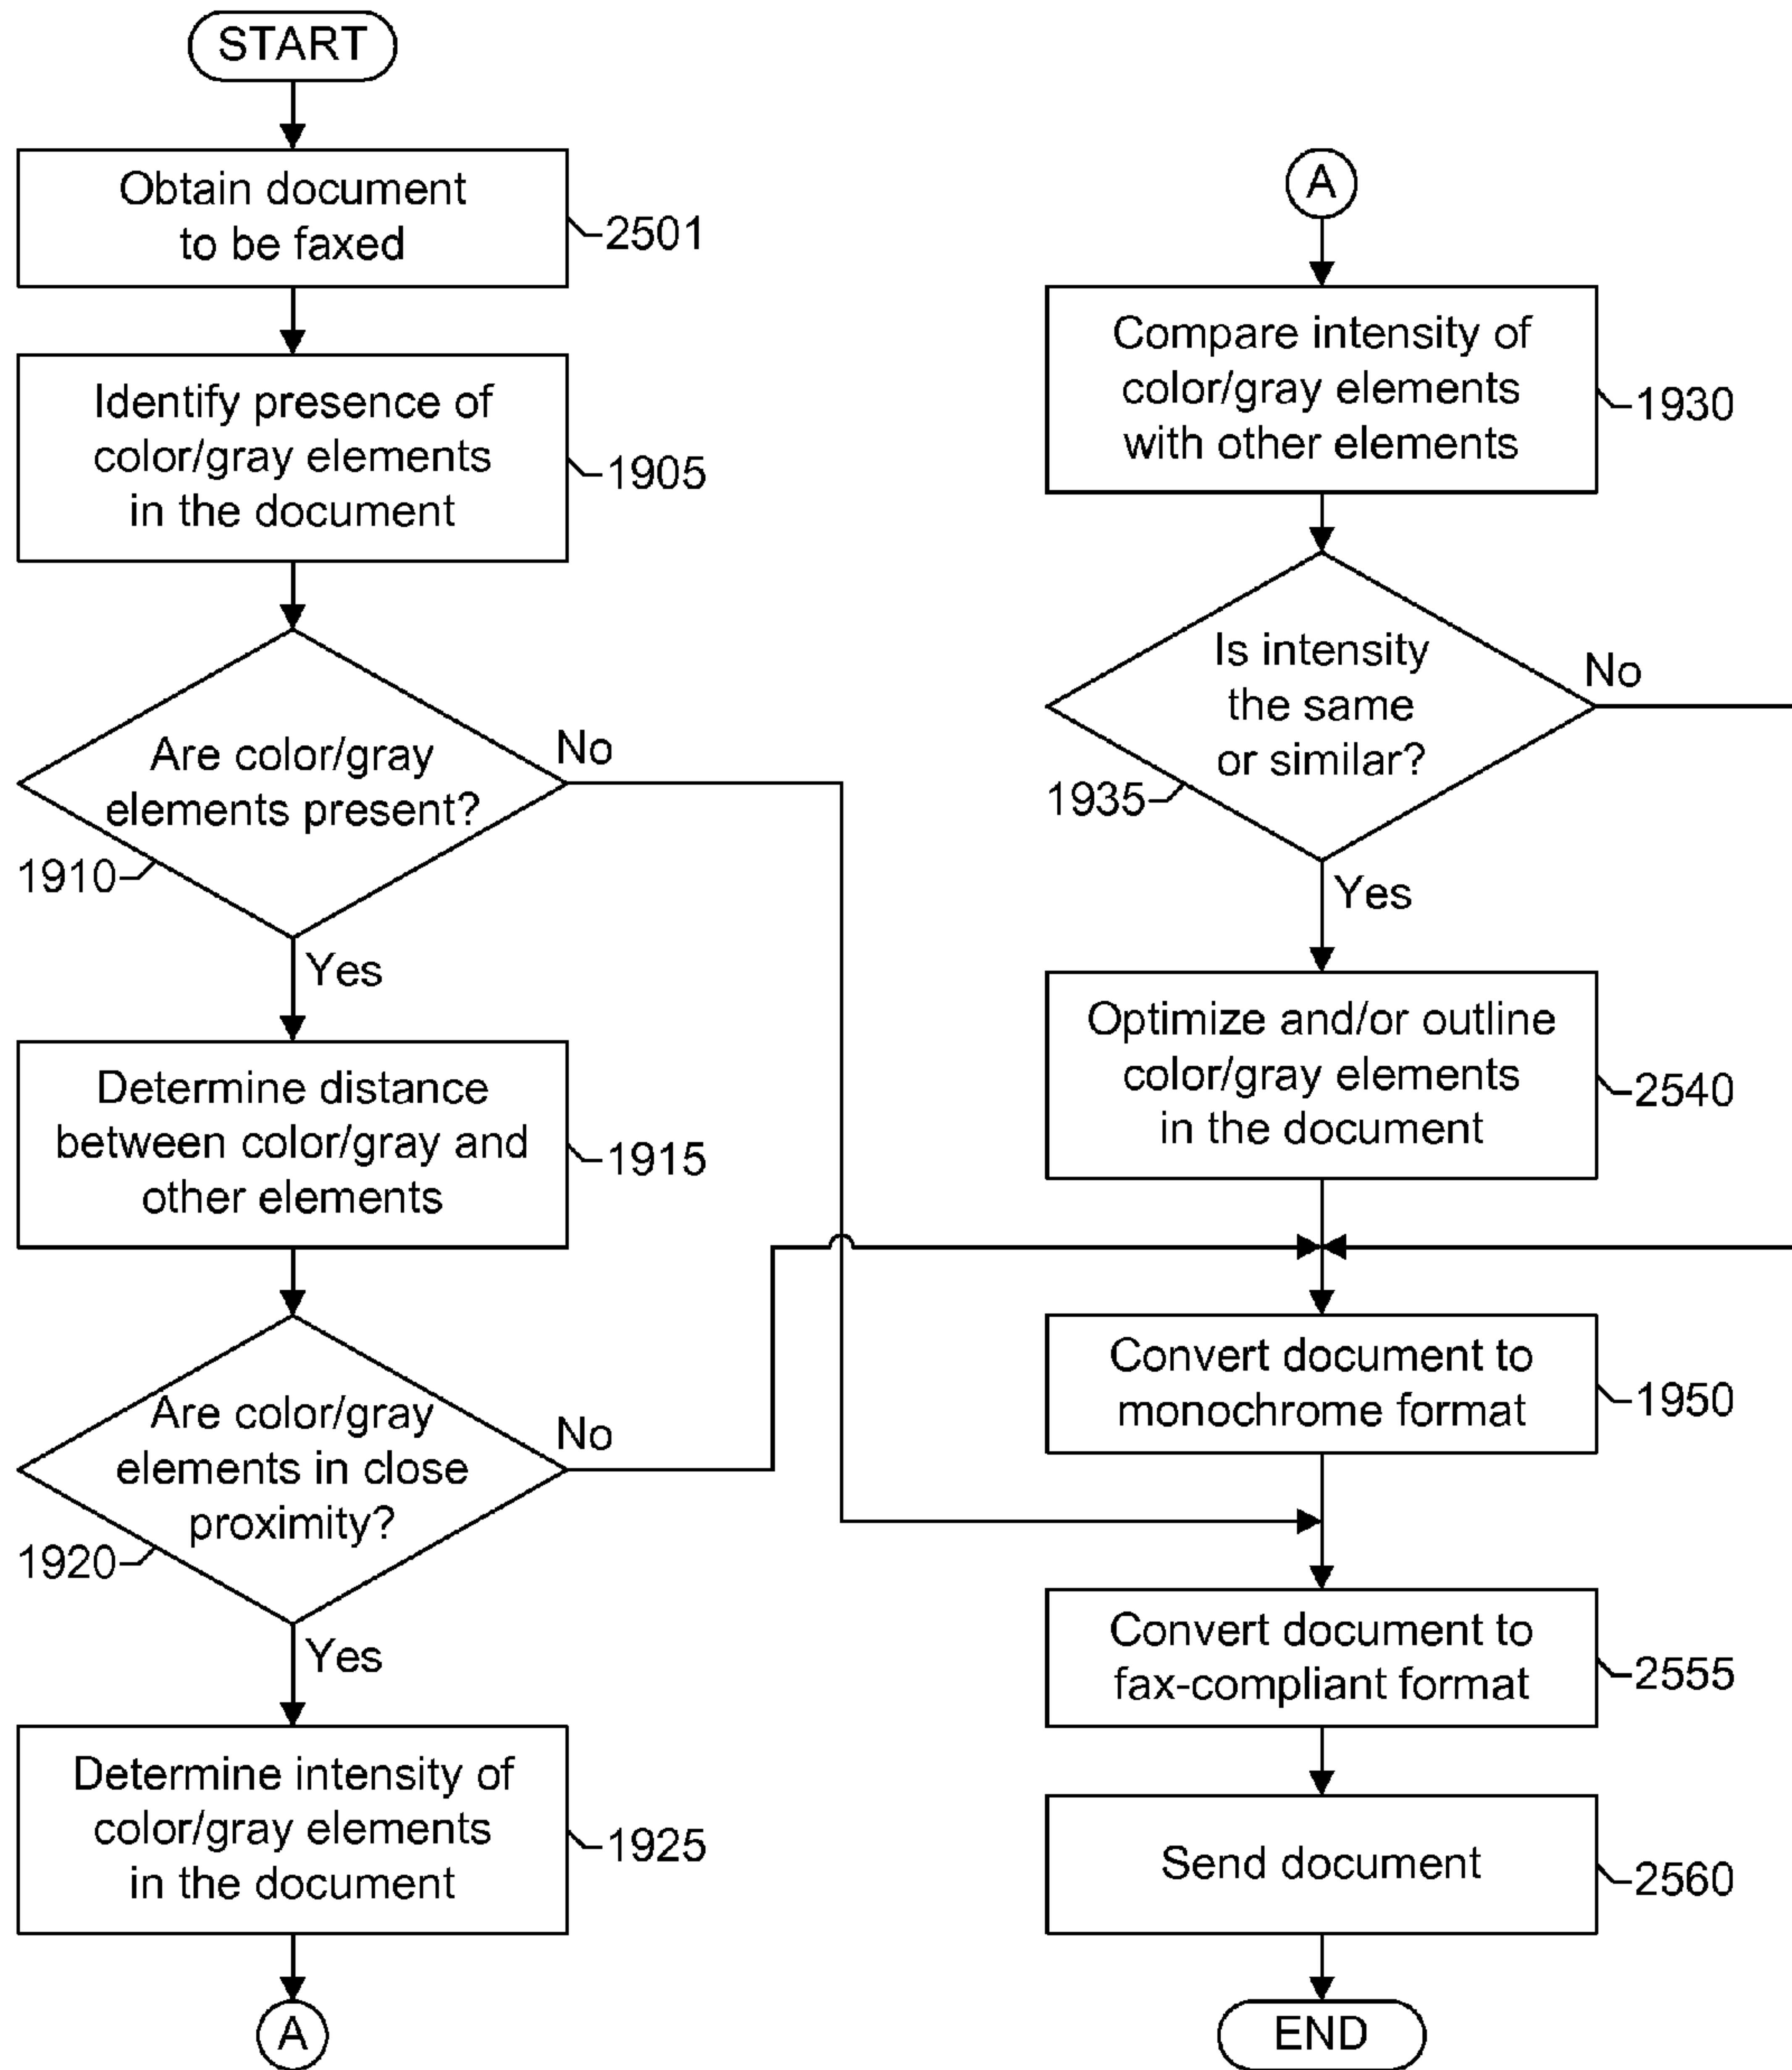 START
Obtain document
to be faxed
2501
Identify presence of
color/gray elements
in the document
1905
Are color/gray
elements present?
No
1910
Yes
Determine distance
between color/gray and
other elements
1915
Are color/gray
elements in close
proximity?
No
1920
Yes
Determine intensity of
color/gray elements
in the document
1925
A
A
Compare intensity of
color/gray elements
with other elements
1930
Is intensity
the same
or similar?
No
1935
Yes
Optimize and/or outline
color/gray elements
in the document
2540
Convert document to
monochrome format
1950
Convert document to
fax-compliant format
2555
Send document
2560
END